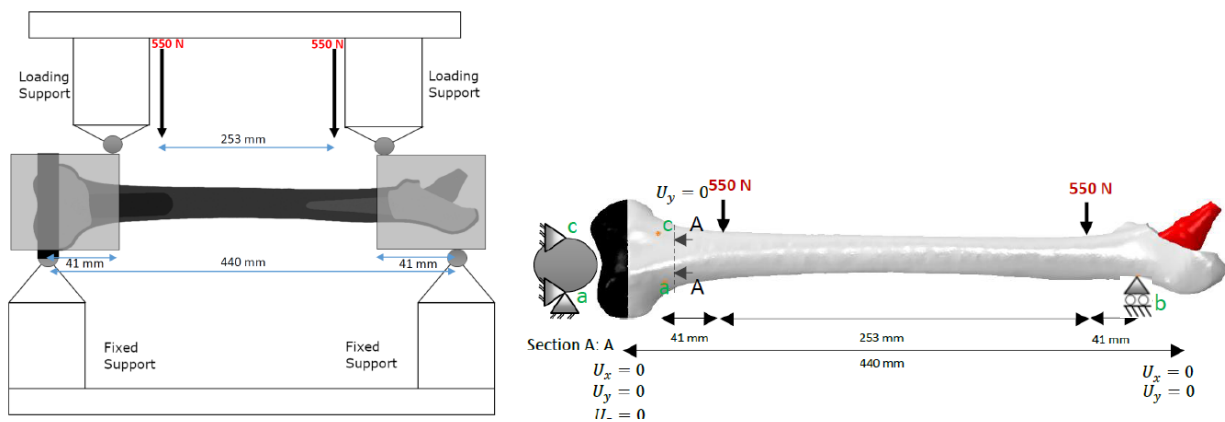 550 N
550 N
Loading
Support
Loading
Support
253 mm
41 mm
440 mm
41 mm
Fixed
Support
Fixed
Support
U_y = 0
550 N
550 N
c
c
A
a
a
A
b
Section A: A
41 mm
253 mm
41 mm
440 mm
U_x = 0
U_y = 0
U_x = 0
U_y = 0